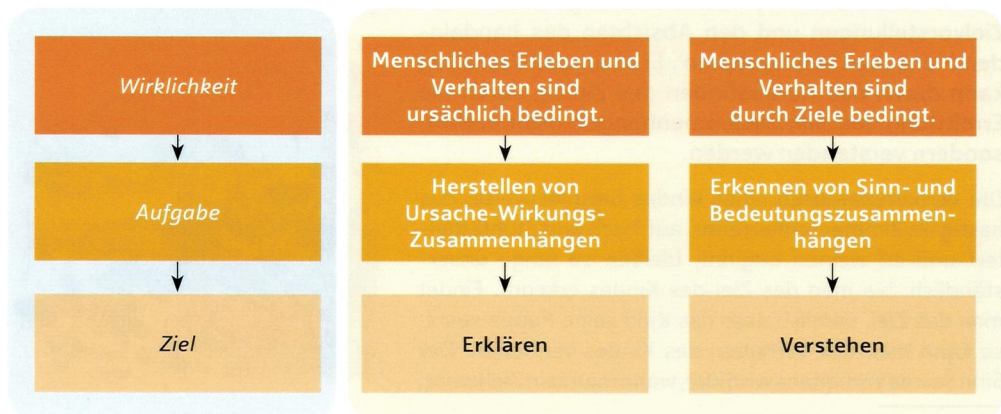 Wirklichkeit
Menschliches Erleben und
Verhalten sind
ursächlich bedingt.
Menschliches Erleben und
Verhalten sind
durch Ziele bedingt.
Aufgabe
Herstellen von
Ursache-Wirkungs-
Zusammenhängen
Erkennen von Sinn- und
Bedeutungszusammen-
hängen
Ziel
Erklären
Verstehen